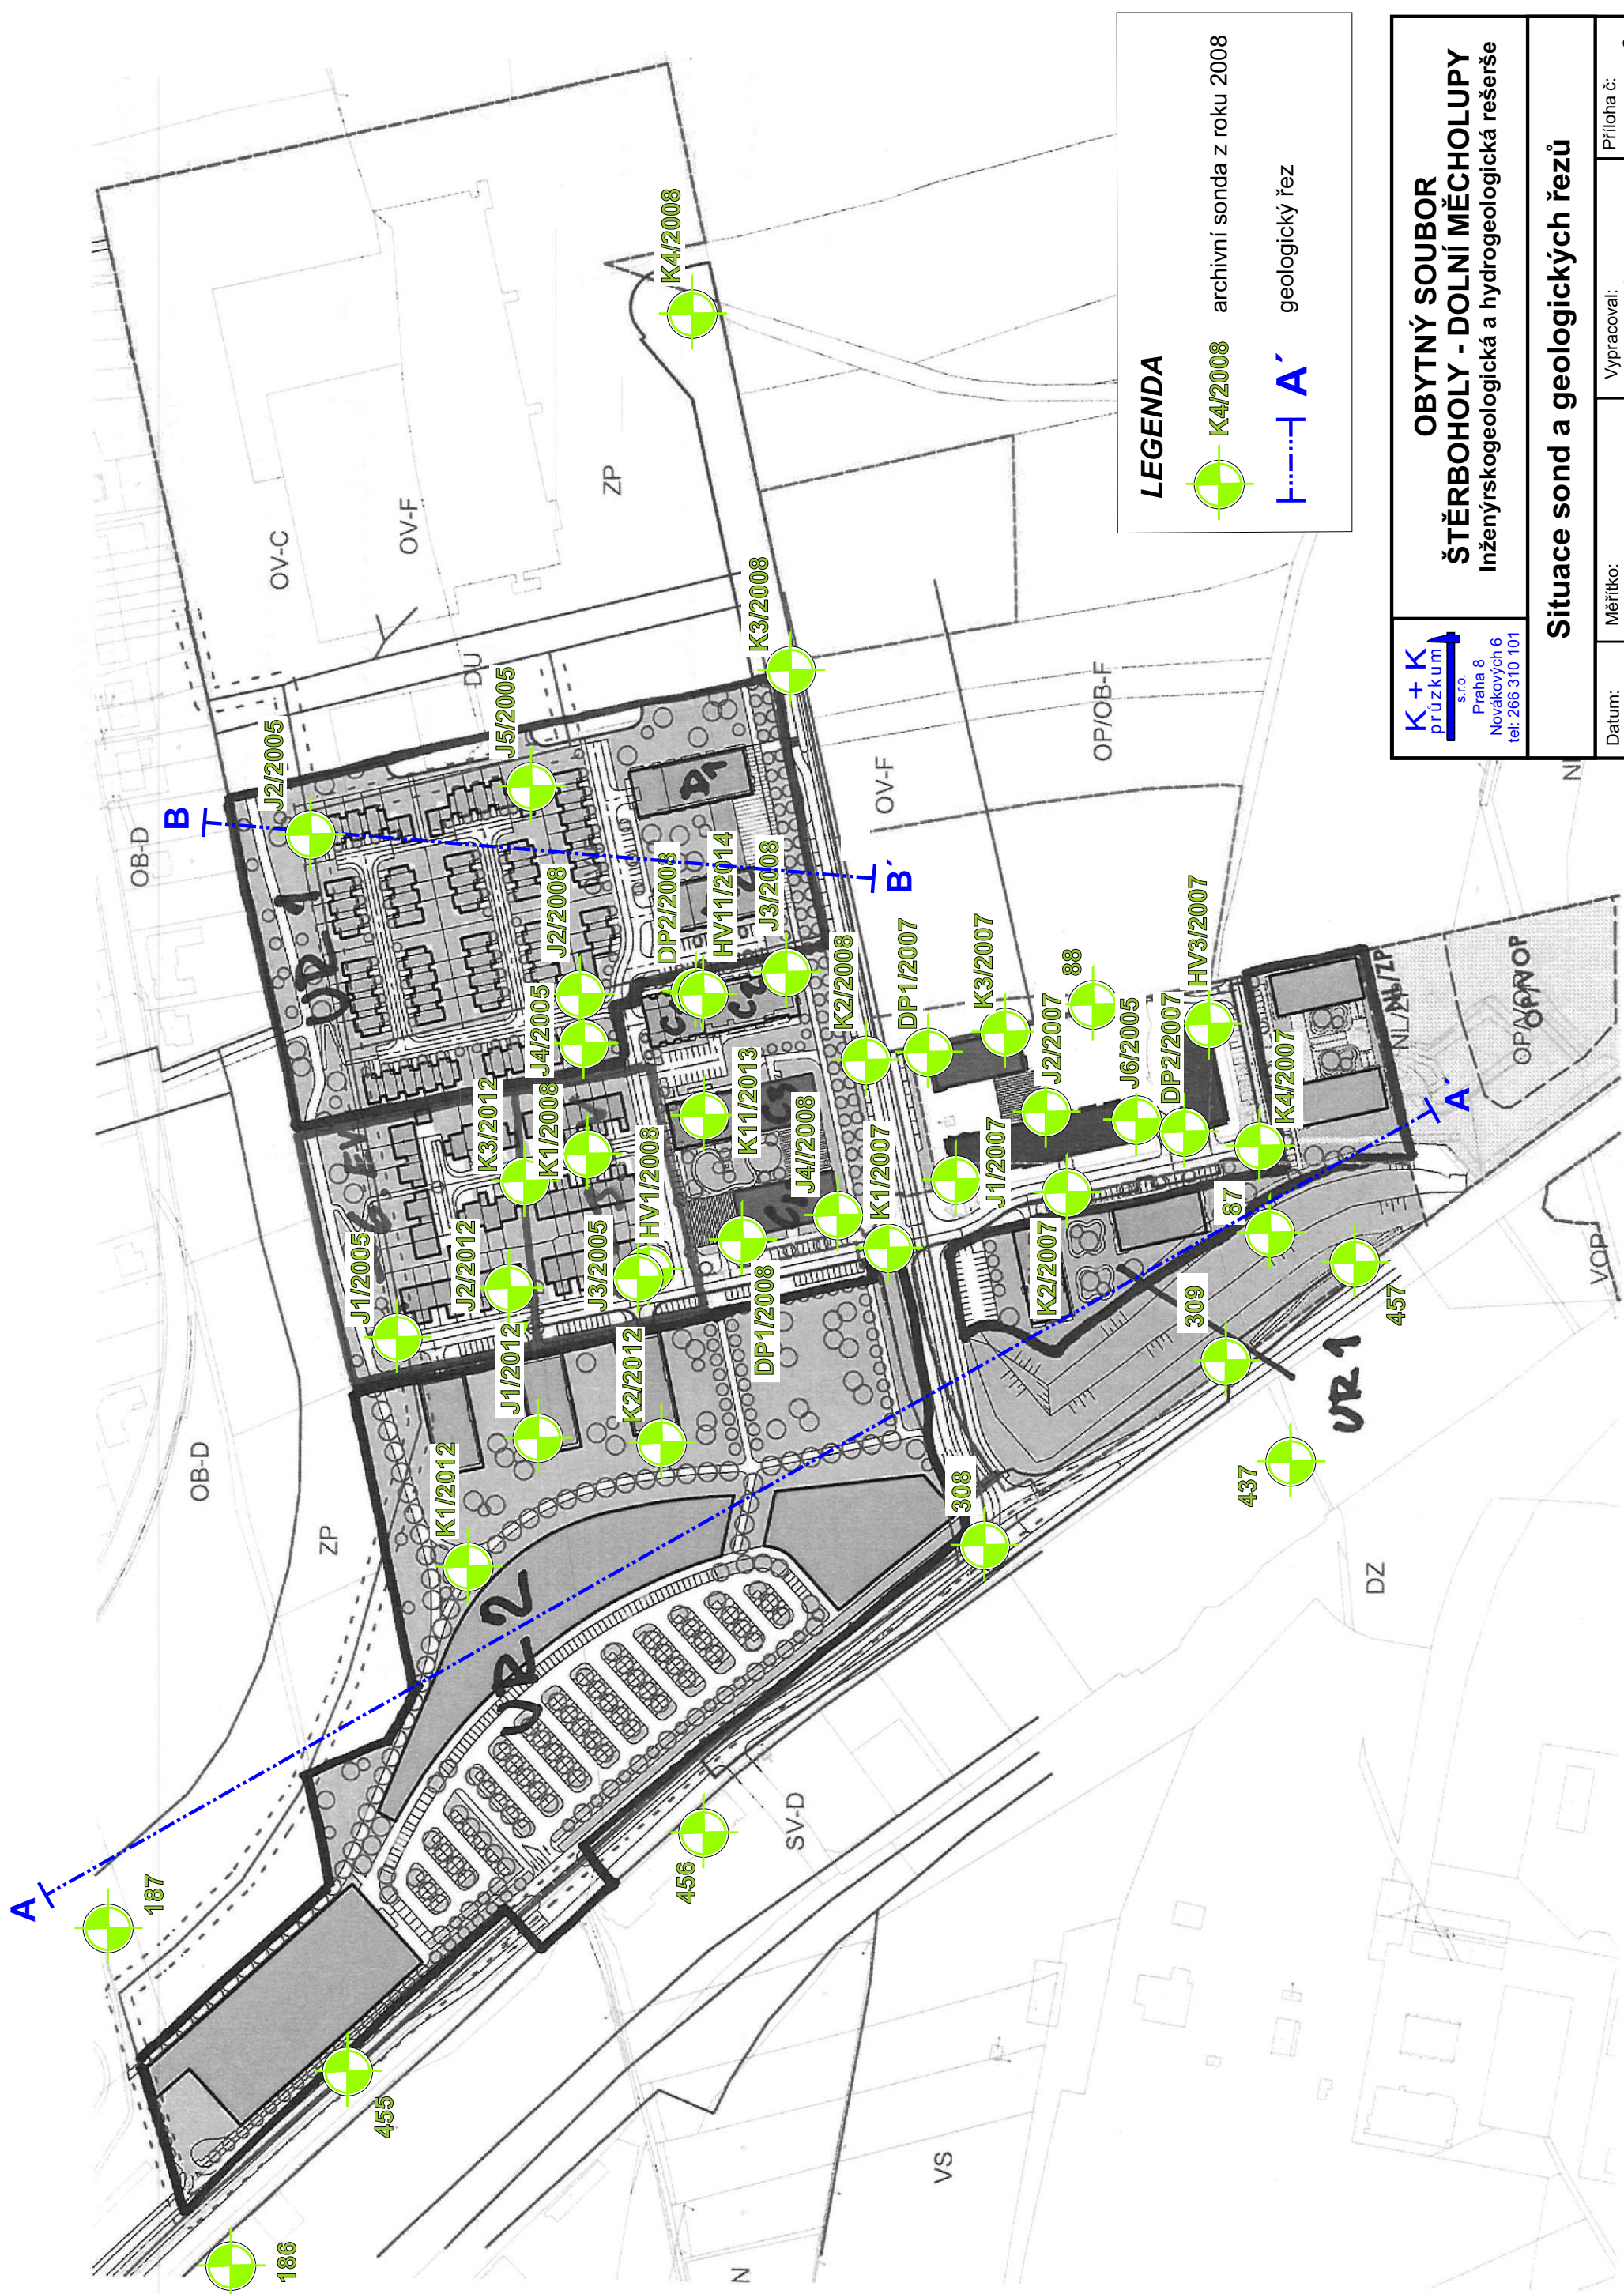 A
187
186
455
456
SV-D
VS
N
DZ
OB-D
ZP
K1/2012
J1/2012
K2/2012
UR 2
308
437
309
UR 1
457
87
VOP
A´
J1/2005
J2/2012
J3/2005
HV1/2008
DP1/2008
J4/2008
K1/2007
K3/2012
K1/2008
K11/2013
J4/2005
J2/2008
DP2/2008
HV11/2014
J3/2008
K2/2008
DP1/2007
K3/2007
88
J1/2007
J2/2007
J6/2005
DP2/2007
HV3/2007
K4/2007
K2/2007
UR 1
OB-D
B
J2/2005
J5/2005
DU
B´
D1
K3/2008
K4/2008
OV-C
OV-F
ZP
OV-F
OP/OB-F
LEGENDA
K4/2008
archivní sonda z roku 2008
A´
geologický řez
K + K
průzkum
s.r.o.
Praha 8
Novákových 6
tel: 266 310 101
OBYTNÝ SOUBOR
ŠTĚRBOHOLY - DOLNÍ MĚCHOLUPY
Inženýrskogeologická a hydrogeologická rešerše
Situace sond a geologických řezů
Datum:
Měřítko:
Vypracoval:
Příloha č: